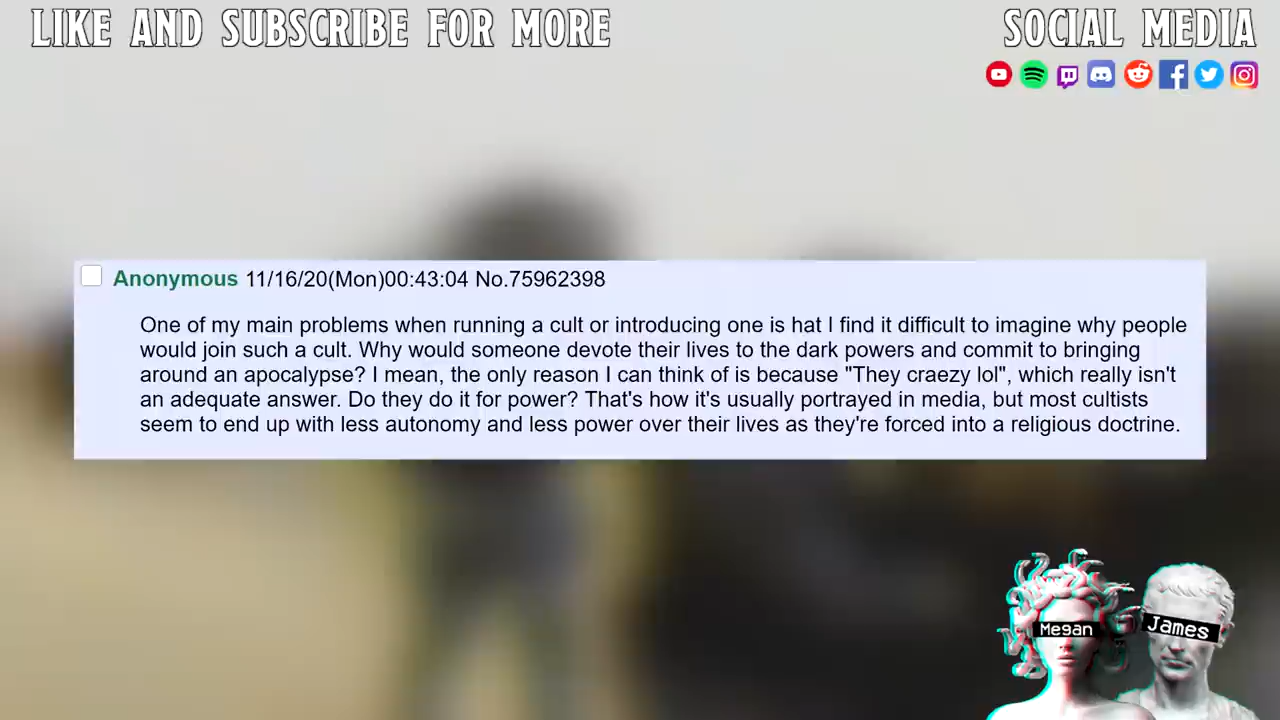 LIKE AND SUBSCRIBE FOR MORE
SOCIAL MEDIA
Anonymous 11/16/20(Mon)00:43:04 No.75962398
One of my main problems when running a cult or introducing one is hat I find it difficult to imagine why people
would join such a cult. Why would someone devote their lives to the dark powers and commit to bringing
around an apocalypse? I mean, the only reason I can think of is because "They craezy lol", which really isn't
an adequate answer. Do they do it for power? That's how it's usually portrayed in media, but most cultists
seem to end up with less autonomy and less power over their lives as they're forced into a religious doctrine.
Megan
James